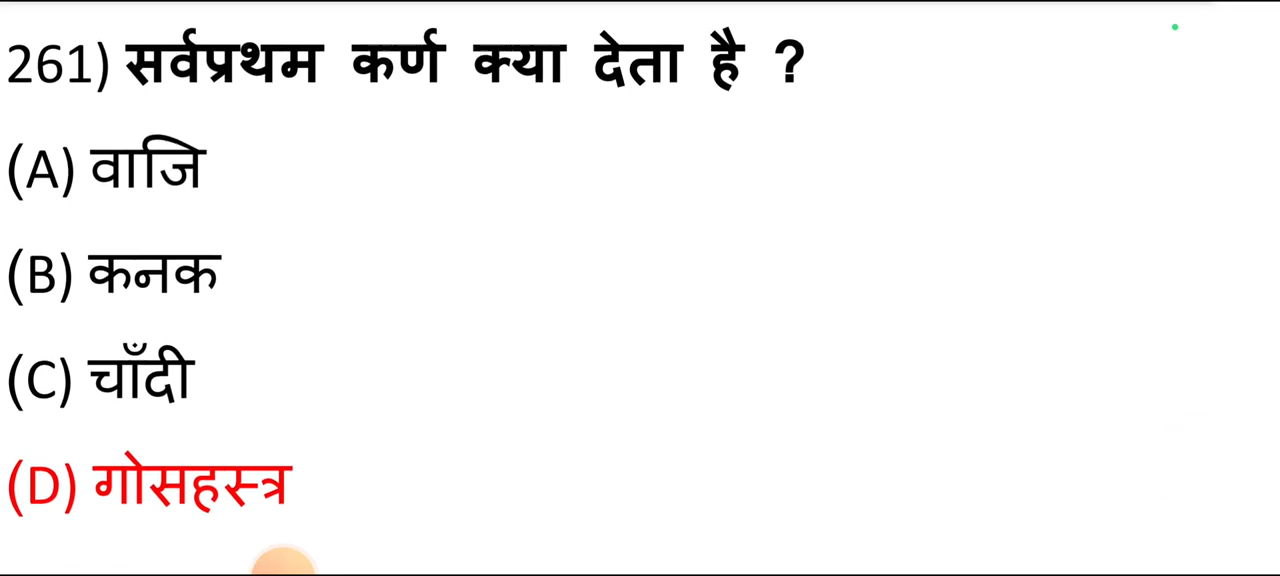 261) सर्वप्रथम कर्ण क्या देता है ?
(A) वाजि
(B) कनक
(C) चाँदी
(D) गोसहस्त्र